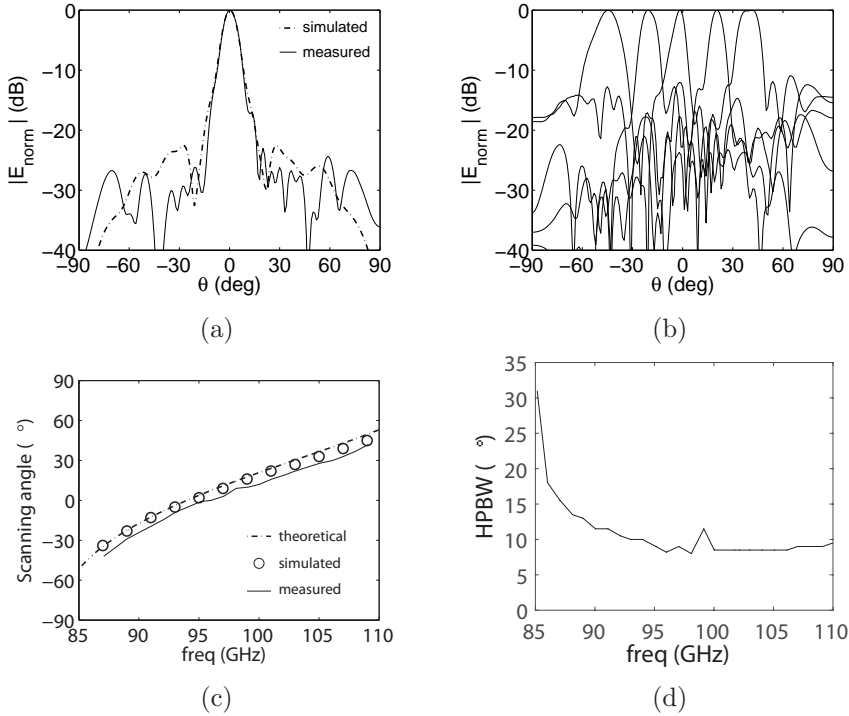 0
−10
−20
−30
−40
|E_norm| (dB)
simulated
measured
−90 −60 −30 0 30 60 90
θ (deg)
(a)
0
−10
−20
−30
−40
|E_norm| (dB)
−90 −60 −30 0 30 60 90
θ (deg)
(b)
90
60
30
0
−30
−60
−90
Scanning angle ( °)
theoretical
simulated
measured
85 90 95 100 105 110
freq (GHz)
(c)
35
30
25
20
15
10
5
0
HPBW ( °)
85 90 95 100 105 110
freq (GHz)
(d)